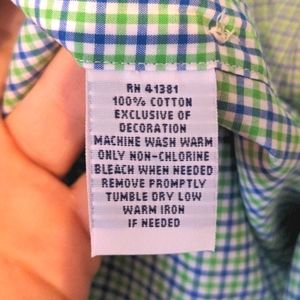 RN 41381
100% COTTON
EXCLUSIVE OF
DECORATION
MACHINE WASH WARM
ONLY NON-CHLORINE
BLEACH WHEN NEEDED
REMOVE PROMPTLY
TUMBLE DRY LOW
WARM IRON
IF NEEDED